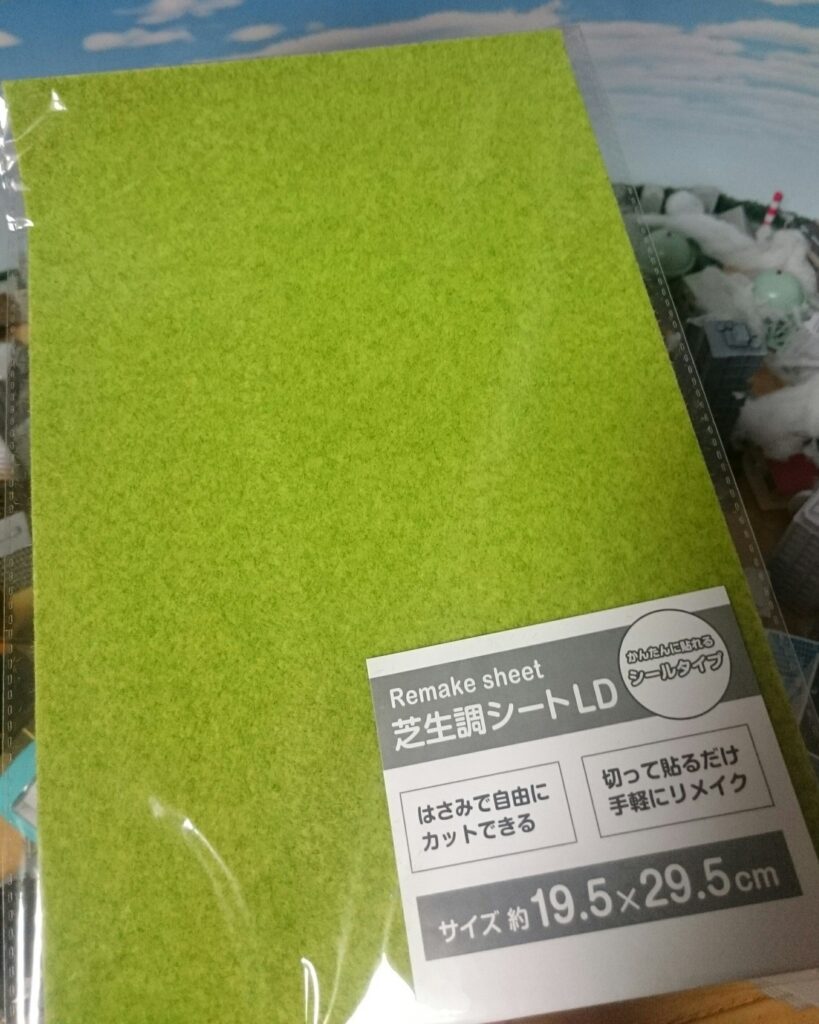 Remake sheet
芝生調シートLD
かんたんに貼れる
シールタイプ
はさみで自由に
カットできる
切って貼るだけ
手軽にリメイク
サイズ 約19.5×29.5cm